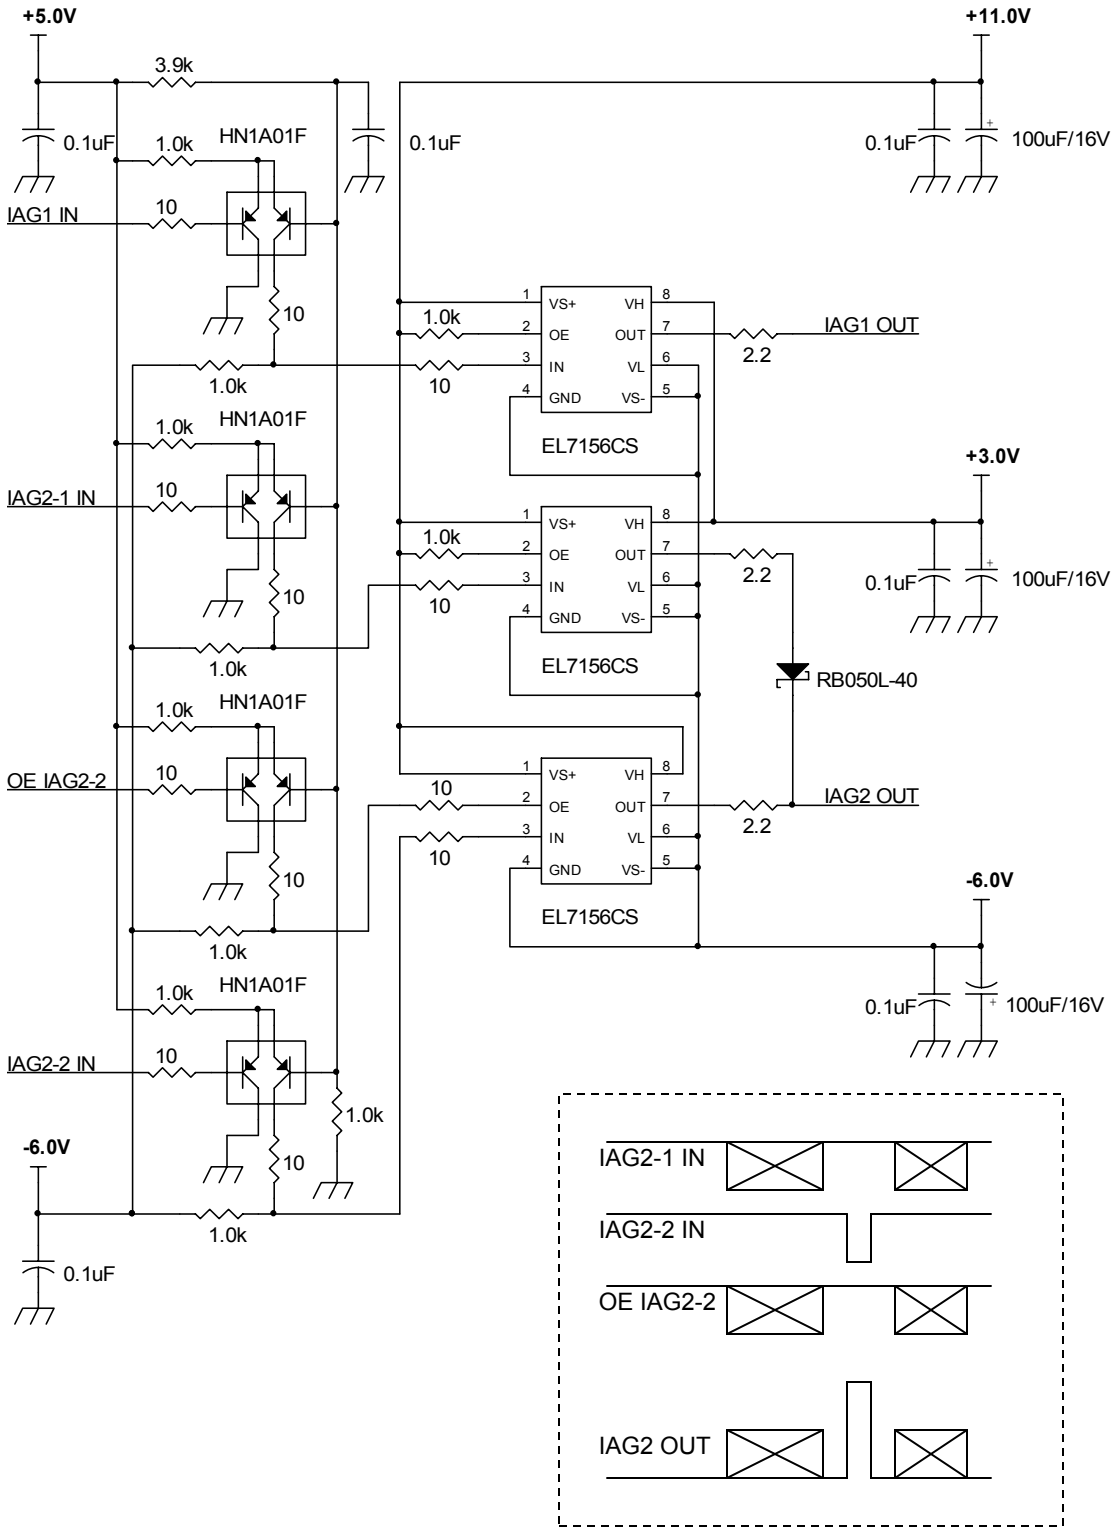 +5.0V
+11.0V
3.9k
0.1uF
1.0k
HN1A01F
0.1uF
0.1uF
+
100uF/16V
IAG1 IN
10
10
1.0k
1
VS+
VH
8
1.0k
2
OE
OUT
7
IAG1 OUT
2.2
10
3
IN
VL
6
4
GND
VS-
5
EL7156CS
HN1A01F
1.0k
+3.0V
IAG2-1 IN
10
10
1.0k
1
VS+
VH
8
1.0k
2
OE
OUT
7
2.2
10
3
IN
VL
6
4
GND
VS-
5
0.1uF
+
100uF/16V
EL7156CS
RB050L-40
HN1A01F
1.0k
OE IAG2-2
10
10
1.0k
1
VS+
VH
8
10
2
OE
OUT
7
IAG2 OUT
2.2
10
3
IN
VL
6
4
GND
VS-
5
EL7156CS
-6.0V
HN1A01F
1.0k
0.1uF
+
100uF/16V
IAG2-2 IN
10
1.0k
-6.0V
10
1.0k
0.1uF
IAG2-1 IN
IAG2-2 IN
OE IAG2-2
IAG2 OUT